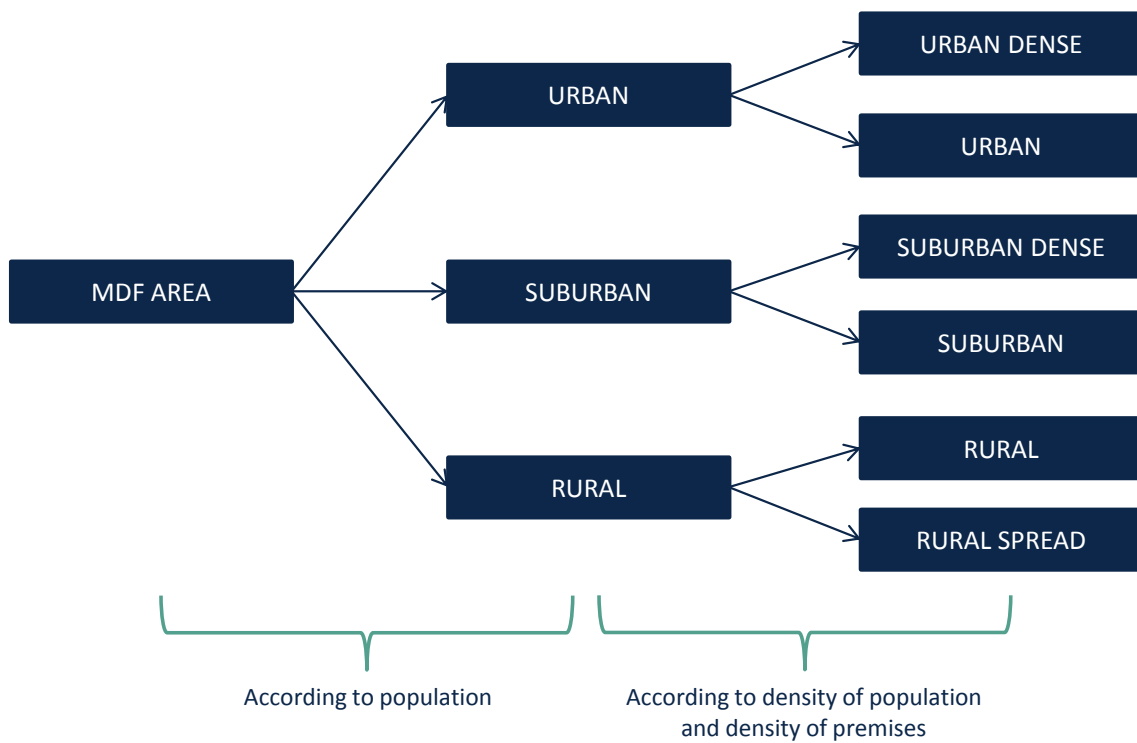 MDF AREA
URBAN
SUBURBAN
RURAL
URBAN DENSE
URBAN
SUBURBAN DENSE
SUBURBAN
RURAL
RURAL SPREAD
According to population
According to density of population
and density of premises